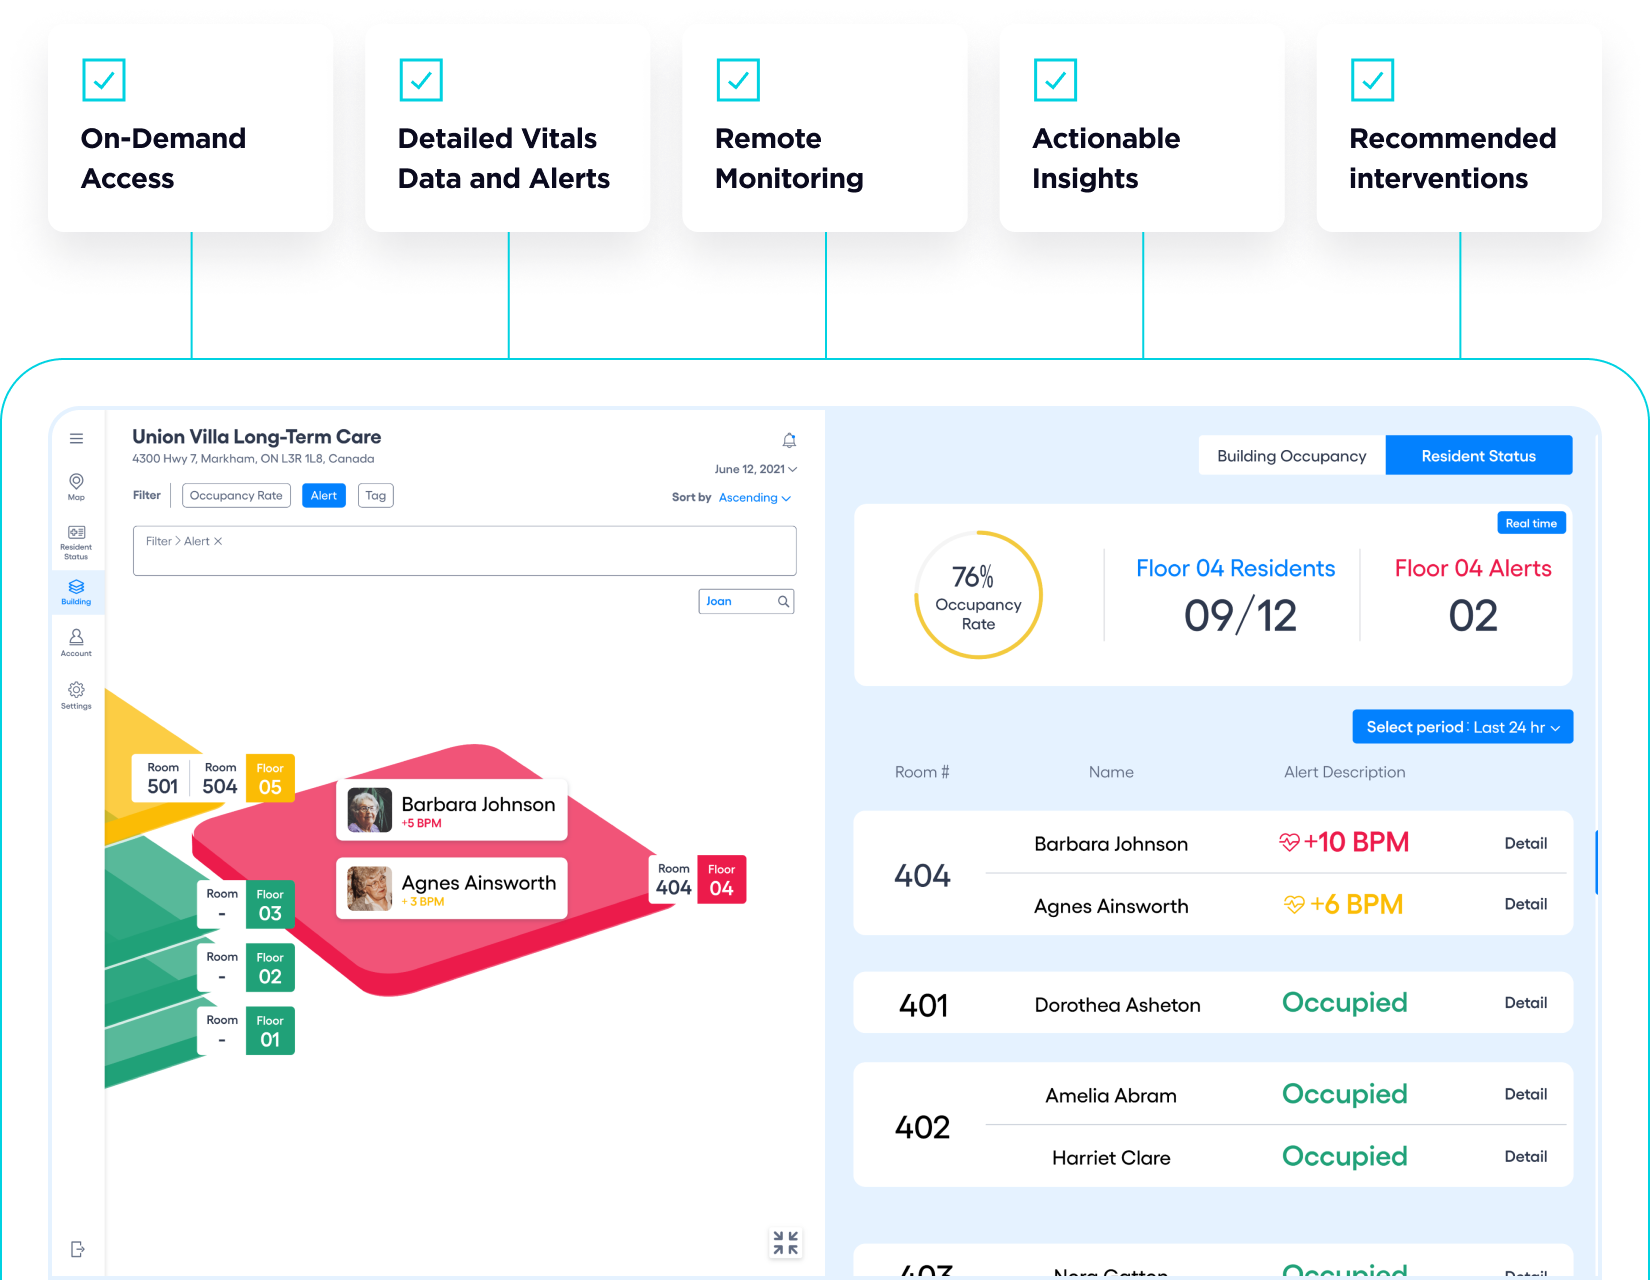 On-Demand
Access
Detailed Vitals
Data and Alerts
Remote
Monitoring
Actionable
Insights
Recommended
interventions
Union Villa Long-Term Care
4300 Hwy 7, Markham, ON L3R 1L8, Canada
June 12, 2021
Filter
Occupancy Rate
Alert
Tag
Sort by Ascending
Filter > Alert ×
Joan
Map
Resident
Status
Building
Account
Settings
Room
501
Room
504
Floor
05
Barbara Johnson
+5 BPM
Agnes Ainsworth
+ 3 BPM
Room
404
Floor
04
Room
-
Floor
03
Room
-
Floor
02
Room
-
Floor
01
Building Occupancy
Resident Status
Real time
76%
Occupancy
Rate
Floor 04 Residents
09/12
Floor 04 Alerts
02
Select period : Last 24 hr
Room # Name Alert Description
404
Barbara Johnson +10 BPM Detail
Agnes Ainsworth +6 BPM Detail
401 Dorothea Asheton Occupied Detail
402
Amelia Abram Occupied Detail
Harriet Clare Occupied Detail
403 Occupied Detail